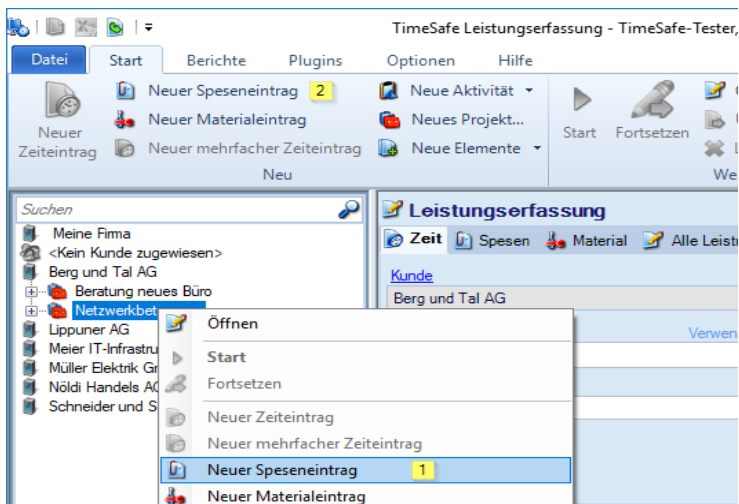 TimeSafe Leistungserfassung - TimeSafe-Tester,
Datei Start Berichte Plugins Optionen Hilfe
Neuer Zeiteintrag
Neuer Speseneintrag 2
Neuer Materialeintrag
Neuer mehrfacher Zeiteintrag
Neu
Neue Aktivität
Neues Projekt...
Neue Elemente
Start Fortsetzen
We
Suchen
Meine Firma
<Kein Kunde zugewiesen>
Berg und Tal AG
Beratung neues Büro
Netzwerkbet
Lippuner AG
Meier IT-Infrastru
Müller Elektrik Gr
Nöldi Handels AG
Schneider und S
Leistungserfassung
Zeit Spesen Material Alle Leist
Kunde
Berg und Tal AG
Verwen
Öffnen
Start
Fortsetzen
Neuer Zeiteintrag
Neuer mehrfacher Zeiteintrag
Neuer Speseneintrag 1
Neuer Materialeintrag